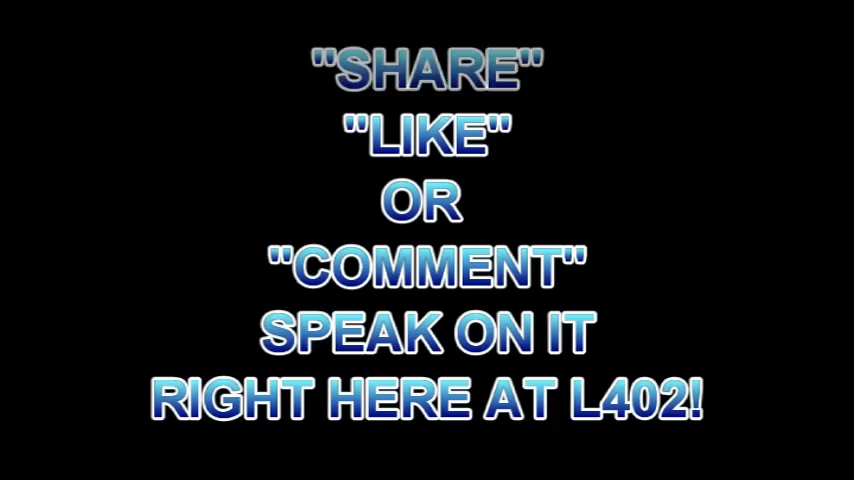 "SHARE"
"LIKE"
OR
"COMMENT"
SPEAK ON IT
RIGHT HERE AT L402!